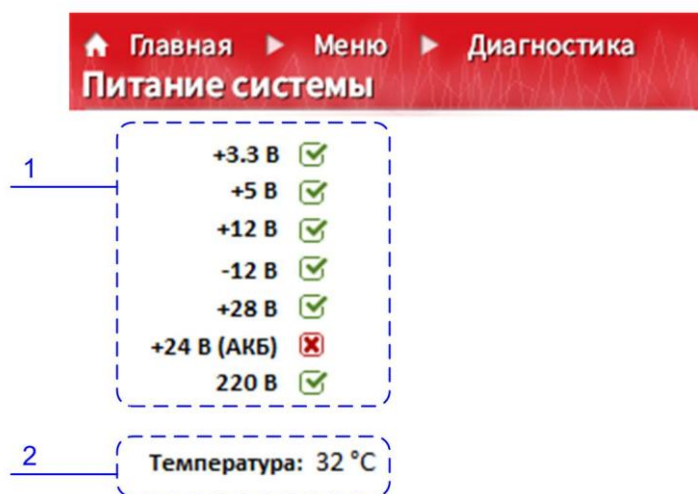 Главная Меню Диагностика
Питание системы
1
+3.3 В
+5 В
+12 В
-12 В
+28 В
+24 В (АКБ)
220 В
2
Температура: 32 °C